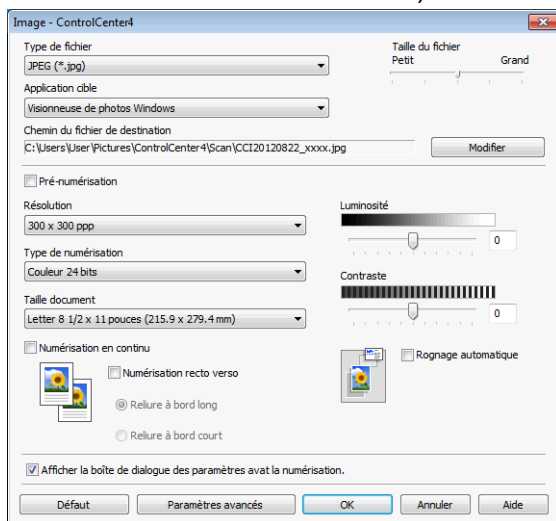 Image - ControlCenter4
Type de fichier
JPEG (*.jpg)
Taille du fichier
Petit Grand
Application cible
Visionneuse de photos Windows
Chemin du fichier de destination
C:\Users\User\Pictures\ControlCenter4\Scan\CCI20120822_xxxx.jpg
Modifier
Pré-numérisation
Résolution
300 x 300 ppp
Luminosité
0
Type de numérisation
Couleur 24 bits
Contraste
0
Taille document
Letter 8 1/2 x 11 pouces (215.9 x 279.4 mm)
Numérisation en continu
Numérisation recto verso
Reliure à bord long
Reliure à bord court
Rognage automatique
Afficher la boîte de dialogue des paramètres avat la numérisation.
Défaut Paramètres avancés OK Annuler Aide